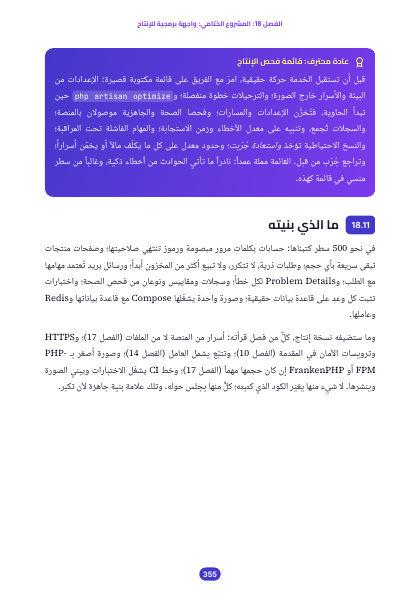 الفصل 18: المشروع الختامي: واجهة برمجية للإنتاج
عادة محترف: قائمة فحص الإنتاج
قبل أن تستقبل الخدمة حركة حقيقية، امرّ مع الفريق على قائمة مكتوبة قصيرة: الإعدادات من
البيئة والأسرار خارج الصورة؛ والترحيلات خطوة منفصلة؛ وphp artisan optimize حين
تبدأ الحاوية، فتُخزَّن الإعدادات والمسارات؛ وفحصا الصحة والجاهزية موصولان بالمنصة؛
والسجلات تُجمع، وتنبيه على معدل الأخطاء وزمن الاستجابة؛ والمهام الفاشلة تحت المراقبة؛
والنسخ الاحتياطية تؤخذ واستعادة جُرّبت؛ وحدود معدل على كل ما يكلّف مالاً أو يخمّن أسراراً؛
وتراجع جُرّب من قبل. القائمة مملة عمداً: نادراً ما تأتي الحوادث من أخطاء ذكية، وغالباً من سطر
منسي في قائمة كهذه.
18.11 ما الذي بنيته
في نحو 500 سطر كتبناها: حسابات بكلمات مرور مبصومة ورموز تنتهي صلاحيتها؛ وصفحات منتجات
تبقى سريعة بأي حجم؛ وطلبات ذرية، لا تتكرر، ولا تبيع أكثر من المخزون أبداً؛ ورسائل بريد تُعتمد مهامها
مع الطلب؛ وProblem Details لكل خطأ؛ وسجلات ومقاييس ونوعان من فحص الصحة؛ واختبارات
تثبت كل وعد على قاعدة بيانات حقيقية؛ وصورة واحدة يشغّلها Compose مع قاعدة بياناتها وRedis
وعاملها.
وما ستضيفه نسخة إنتاج، كلٌّ من فصل قرأته: أسرار من المنصة لا من الملفات (الفصل 17)؛ وHTTPS
وترويسات الأمان في المقدمة (الفصل 10)؛ وتتبّع يشمل العامل (الفصل 14)؛ وصورة أصغر بـ PHP-
FPM أو FrankenPHP إن كان حجمها مهماً (الفصل 17)؛ وخط CI يشغّل الاختبارات ويبني الصورة
وينشرها. لا شيء منها يغيّر الكود الذي كتبته؛ كلٌّ منها يجلس حوله. وتلك علامة بنية جاهزة لأن تكبر.
355